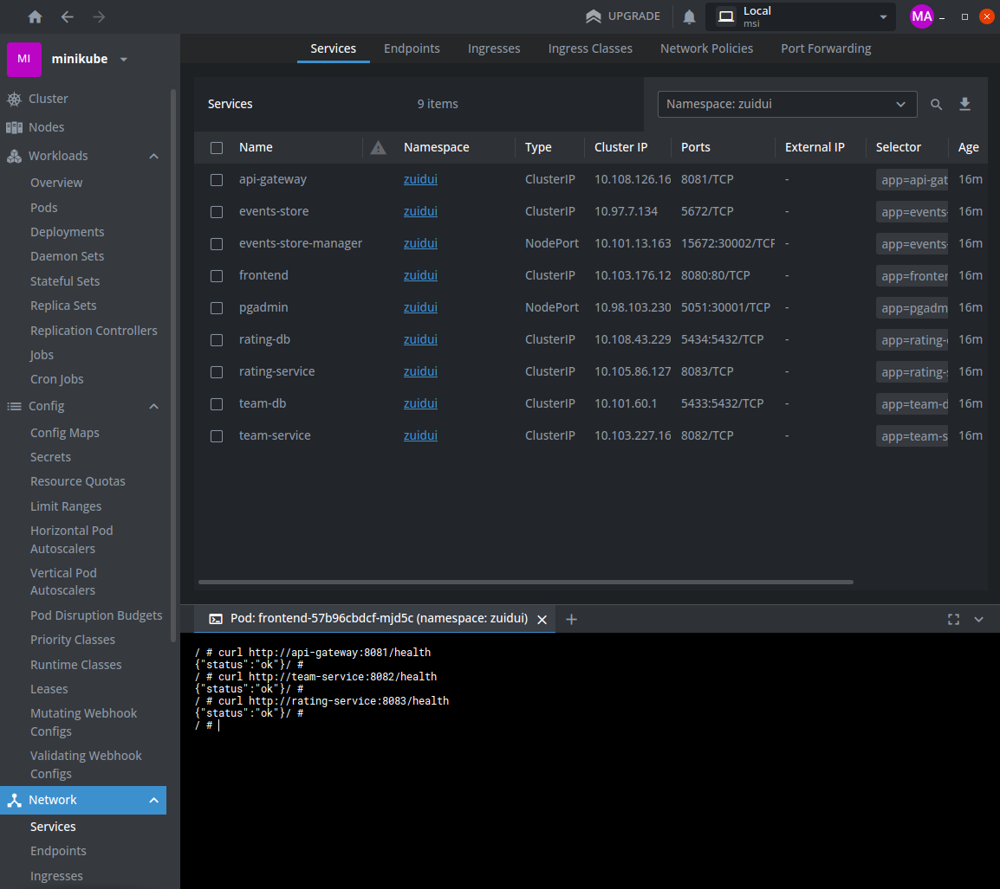 UPGRADE
Local
msi
MA
MI
minikube
Cluster
Nodes
Workloads
Overview
Pods
Deployments
Daemon Sets
Stateful Sets
Replica Sets
Replication Controllers
Jobs
Cron Jobs
Config
Config Maps
Secrets
Resource Quotas
Limit Ranges
Horizontal Pod
Autoscalers
Vertical Pod
Autoscalers
Pod Disruption Budgets
Priority Classes
Runtime Classes
Leases
Mutating Webhook
Configs
Validating Webhook
Configs
Network
Services
Endpoints
Ingresses
Services Endpoints Ingresses Ingress Classes Network Policies Port Forwarding
Services 9 items Namespace: zuidui
Name Namespace Type Cluster IP Ports External IP Selector Age
api-gateway zuidui ClusterIP 10.108.126.16 8081/TCP - app=api-gat 16m
events-store zuidui ClusterIP 10.97.7.134 5672/TCP - app=events- 16m
events-store-manager zuidui NodePort 10.101.13.163 15672:30002/TCP - app=events- 16m
frontend zuidui ClusterIP 10.103.176.12 8080:80/TCP - app=fronten 16m
pgadmin zuidui NodePort 10.98.103.230 5051:30001/TCP - app=pgadm 16m
rating-db zuidui ClusterIP 10.108.43.229 5434:5432/TCP - app=rating- 16m
rating-service zuidui ClusterIP 10.105.86.127 8083/TCP - app=rating-s 16m
team-db zuidui ClusterIP 10.101.60.1 5433:5432/TCP - app=team-d 16m
team-service zuidui ClusterIP 10.103.227.16 8082/TCP - app=team-s 16m
Pod: frontend-57b96cbdcf-mjd5c (namespace: zuidui)
/ # curl http://api-gateway:8081/health
{"status":"ok"}/ #
/ # curl http://team-service:8082/health
{"status":"ok"}/ #
/ # curl http://rating-service:8083/health
{"status":"ok"}/ #
/ #